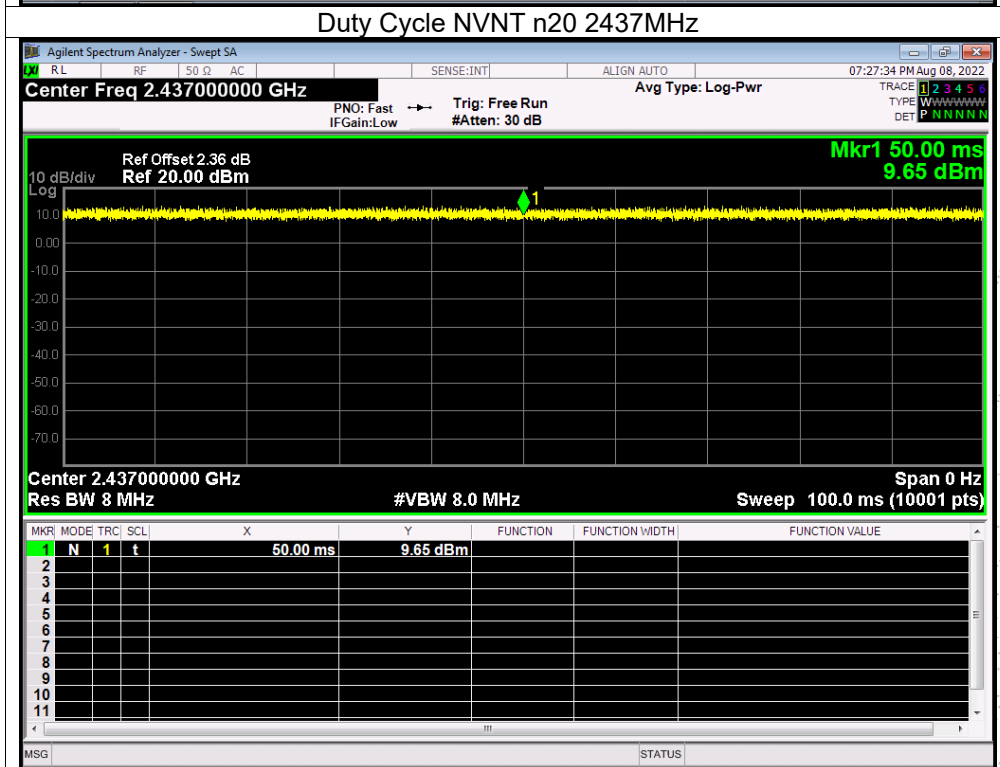 Duty Cycle NVNT n20 2437MHz
Agilent Spectrum Analyzer - Swept SA
LXI RL RF 50 Ω AC SENSE:INT ALIGN AUTO 07:27:34 PM Aug 08, 2022
Center Freq 2.437000000 GHz Avg Type: Log-Pwr TRACE 1 2 3 4 5 6
PNO: Fast Trig: Free Run TYPE WWWWWW
IFGain:Low #Atten: 30 dB DET P N N N N N
Mkr1 50.00 ms
Ref Offset 2.36 dB
10 dB/div Ref 20.00 dBm 9.65 dBm
Log
1
10.0
0.00
-10.0
-20.0
-30.0
-40.0
-50.0
-60.0
-70.0
Center 2.437000000 GHz Span 0 Hz
Res BW 8 MHz #VBW 8.0 MHz Sweep 100.0 ms (10001 pts)
MKR MODE TRC SCL X Y FUNCTION FUNCTION WIDTH FUNCTION VALUE
1 N 1 t 50.00 ms 9.65 dBm
2
3
4
5
6
7
8
9
10
11
MSG STATUS